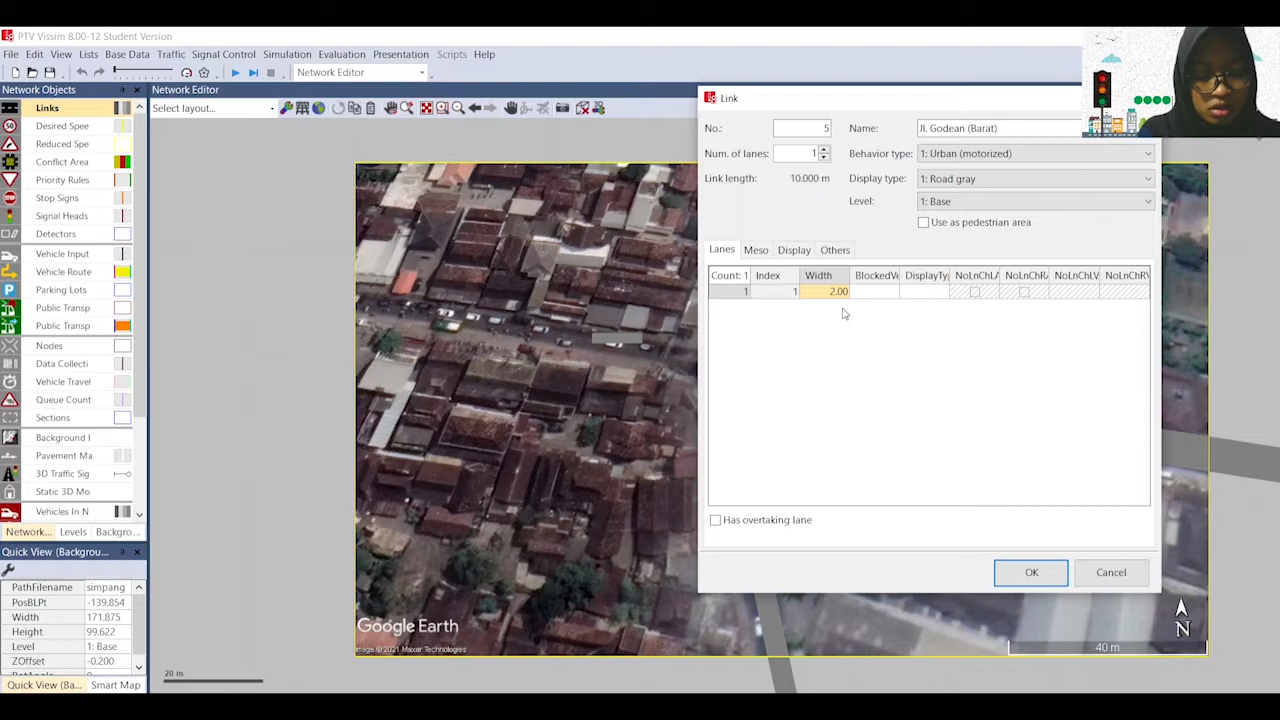 PTV Vissim 8.00-12 Student Version
File Edit View Lists Base Data Traffic Signal Control Simulation Evaluation Presentation Scripts Help
Network Editor
Network Objects
Network Editor
Select layout...
Links
Desired Spee
Reduced Spe
Conflict Area
Priority Rules
Stop Signs
Signal Heads
Detectors
Vehicle Input
Vehicle Route
Parking Lots
Public Transp
Public Transp
Nodes
Data Collecti
Vehicle Travel
Queue Count
Sections
Background I
Pavement Ma
3D Traffic Sig
Static 3D Mo
Vehicles In N
Network... Levels Backgro...
Quick View (Backgrou...
PathFilename simpang
PosBLPt -139.854
Width 171.875
Height 99.622
Level 1: Base
ZOffset -0.200
Quick View (Ba... Smart Map
20 m
Link
No.: 5 Name: Jl. Godean (Barat)
Num. of lanes: 1 Behavior type: 1: Urban (motorized)
Link length: 10.000 m Display type: 1: Road gray
Level: 1: Base
Use as pedestrian area
Lanes Meso Display Others
Count: 1 Index Width BlockedVe DisplayTy NoLnChLA NoLnChRA NoLnChLV NoLnChRV
1 1 2.00
Has overtaking lane
OK Cancel
Google Earth
Image © 2021 Maxar Technologies
N
40 m